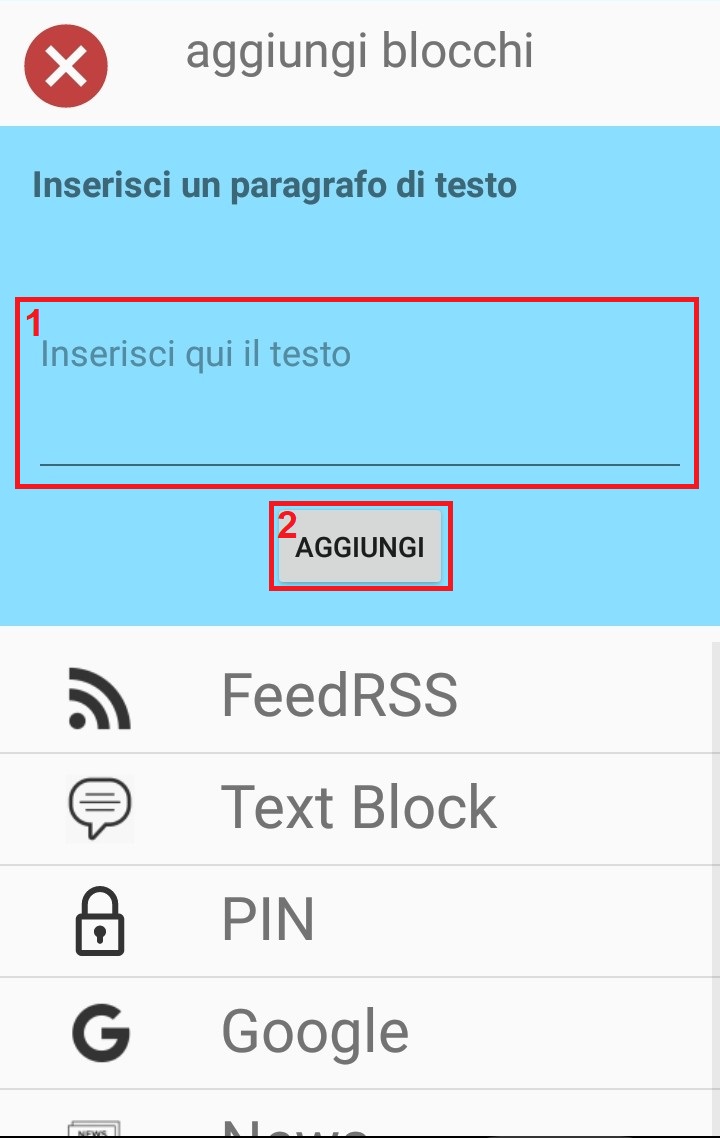 aggiungi blocchi
Inserisci un paragrafo di testo
1
Inserisci qui il testo
2
AGGIUNGI
FeedRSS
Text Block
PIN
Google
NEWS
News